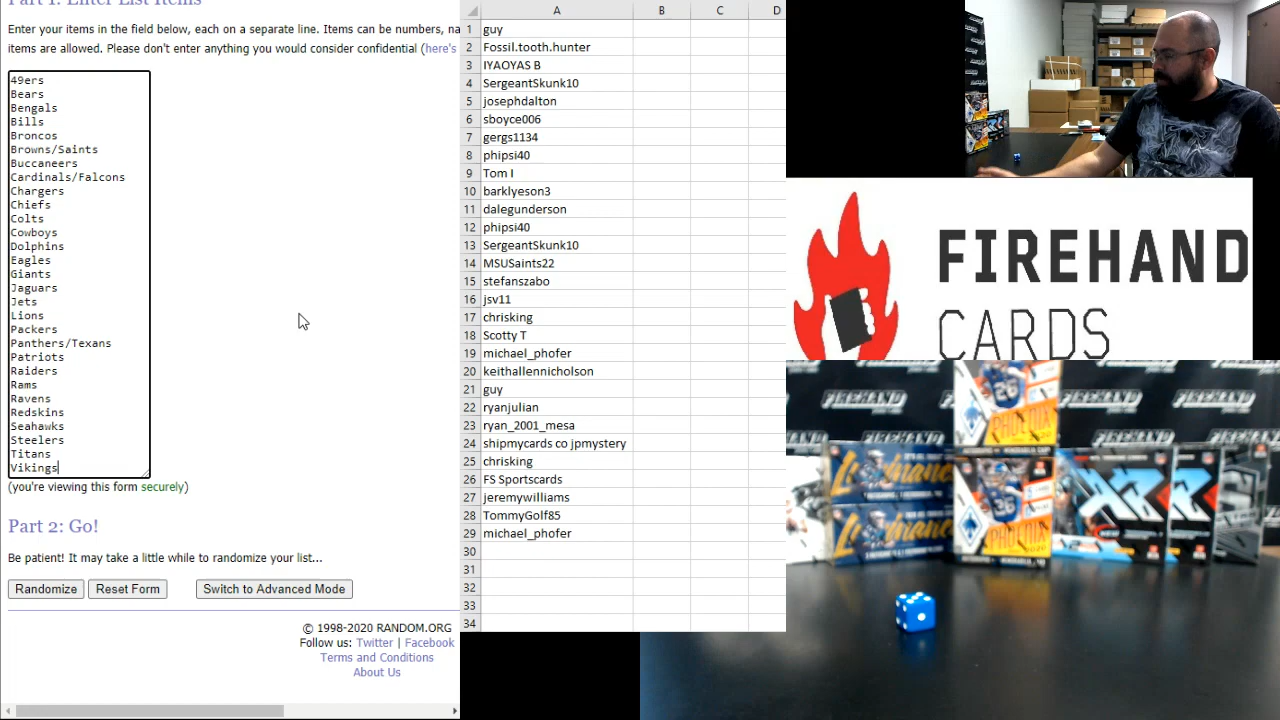 Part 1: Enter List Items
Enter your items in the field below, each on a separate line. Items can be numbers, na
items are allowed. Please don't enter anything you would consider confidential (here's
49ers
Bears
Bengals
Bills
Broncos
Browns/Saints
Buccaneers
Cardinals/Falcons
Chargers
Chiefs
Colts
Cowboys
Dolphins
Eagles
Giants
Jaguars
Jets
Lions
Packers
Panthers/Texans
Patriots
Raiders
Rams
Ravens
Redskins
Seahawks
Steelers
Titans
Vikings
(you're viewing this form securely)
Part 2: Go!
Be patient! It may take a little while to randomize your list...
Randomize Reset Form Switch to Advanced Mode
© 1998-2020 RANDOM.ORG
Follow us: Twitter | Facebook
Terms and Conditions
About Us
A B C D
1 guy
2 Fossil.tooth.hunter
3 IYAOYAS B
4 SergeantSkunk10
5 josephdalton
6 sboyce006
7 gergs1134
8 phipsi40
9 Tom I
10 barklyeson3
11 dalegunderson
12 phipsi40
13 SergeantSkunk10
14 MSUSaints22
15 stefanszabo
16 jsv11
17 chrisking
18 Scotty T
19 michael_phofer
20 keithallennicholson
21 guy
22 ryanjulian
23 ryan_2001_mesa
24 shipmycards co jpmystery
25 chrisking
26 FS Sportscards
27 jeremywilliams
28 TommyGolf85
29 michael_phofer
30
31
32
33
34
FIREHAND
CARDS
FIREHAND
FIREHAND
PHOENIX
Luminance
PHOENIX
XR
Luminance